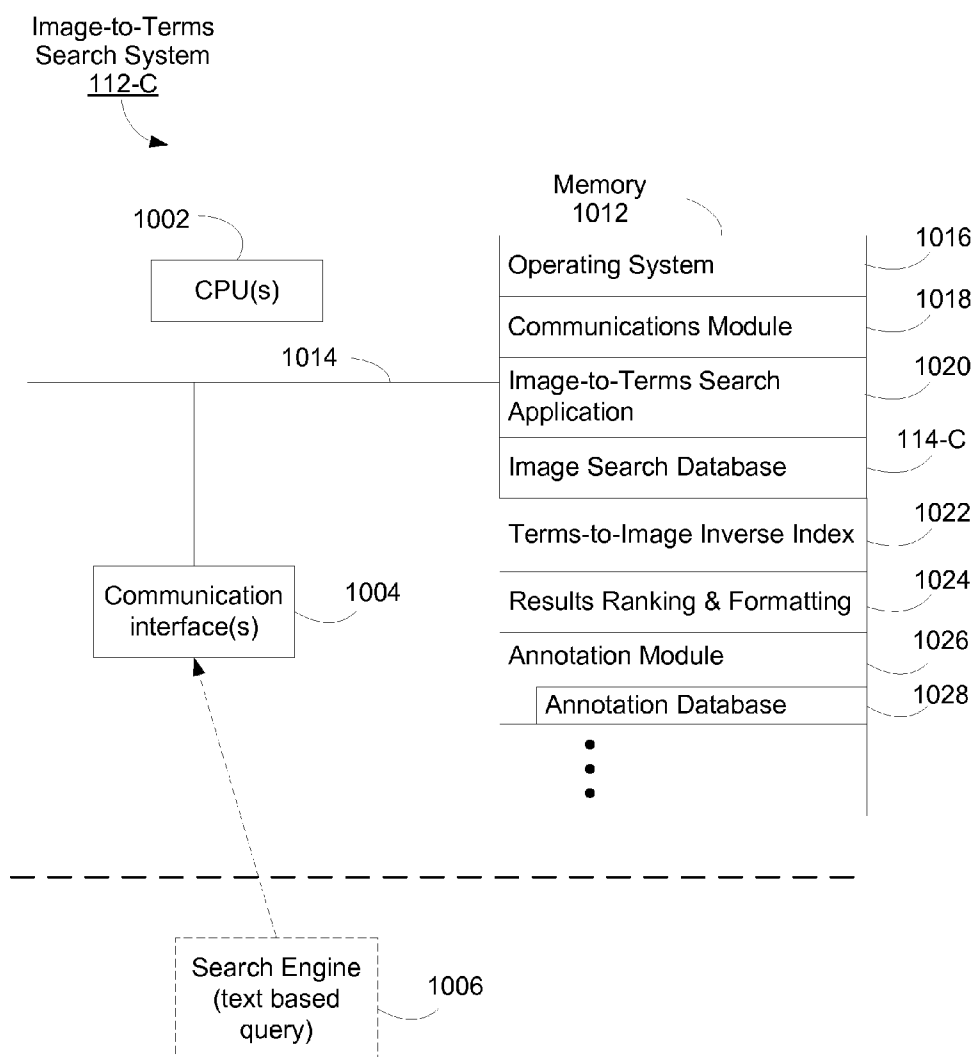 Image-to-Terms
Search System
112-C
Memory
1012
1002
CPU(s)
1014
Operating System
1016
Communications Module
1018
Image-to-Terms Search
Application
1020
Image Search Database
114-C
Terms-to-Image Inverse Index
1022
Results Ranking & Formatting
1024
Annotation Module
1026
Annotation Database
1028
Communication
interface(s)
1004
Search Engine
(text based
query)
1006